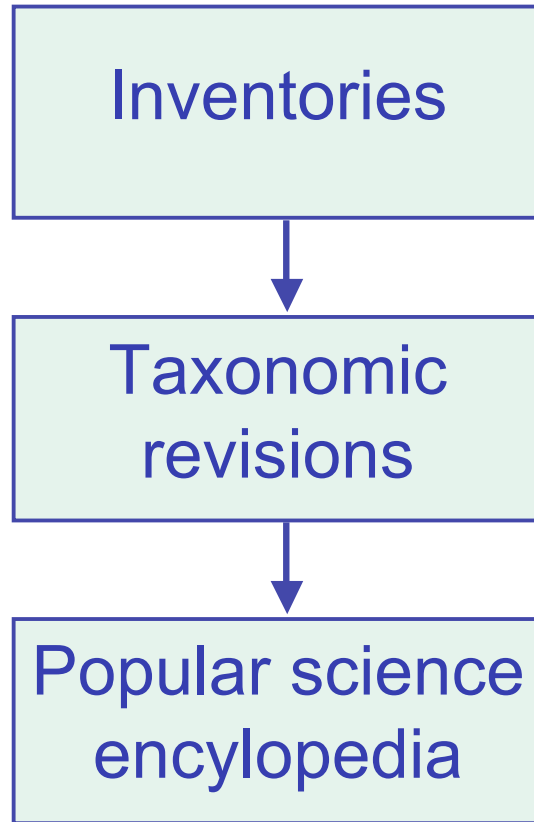 Inventories
Taxonomic
revisions
Popular science
encylopedia